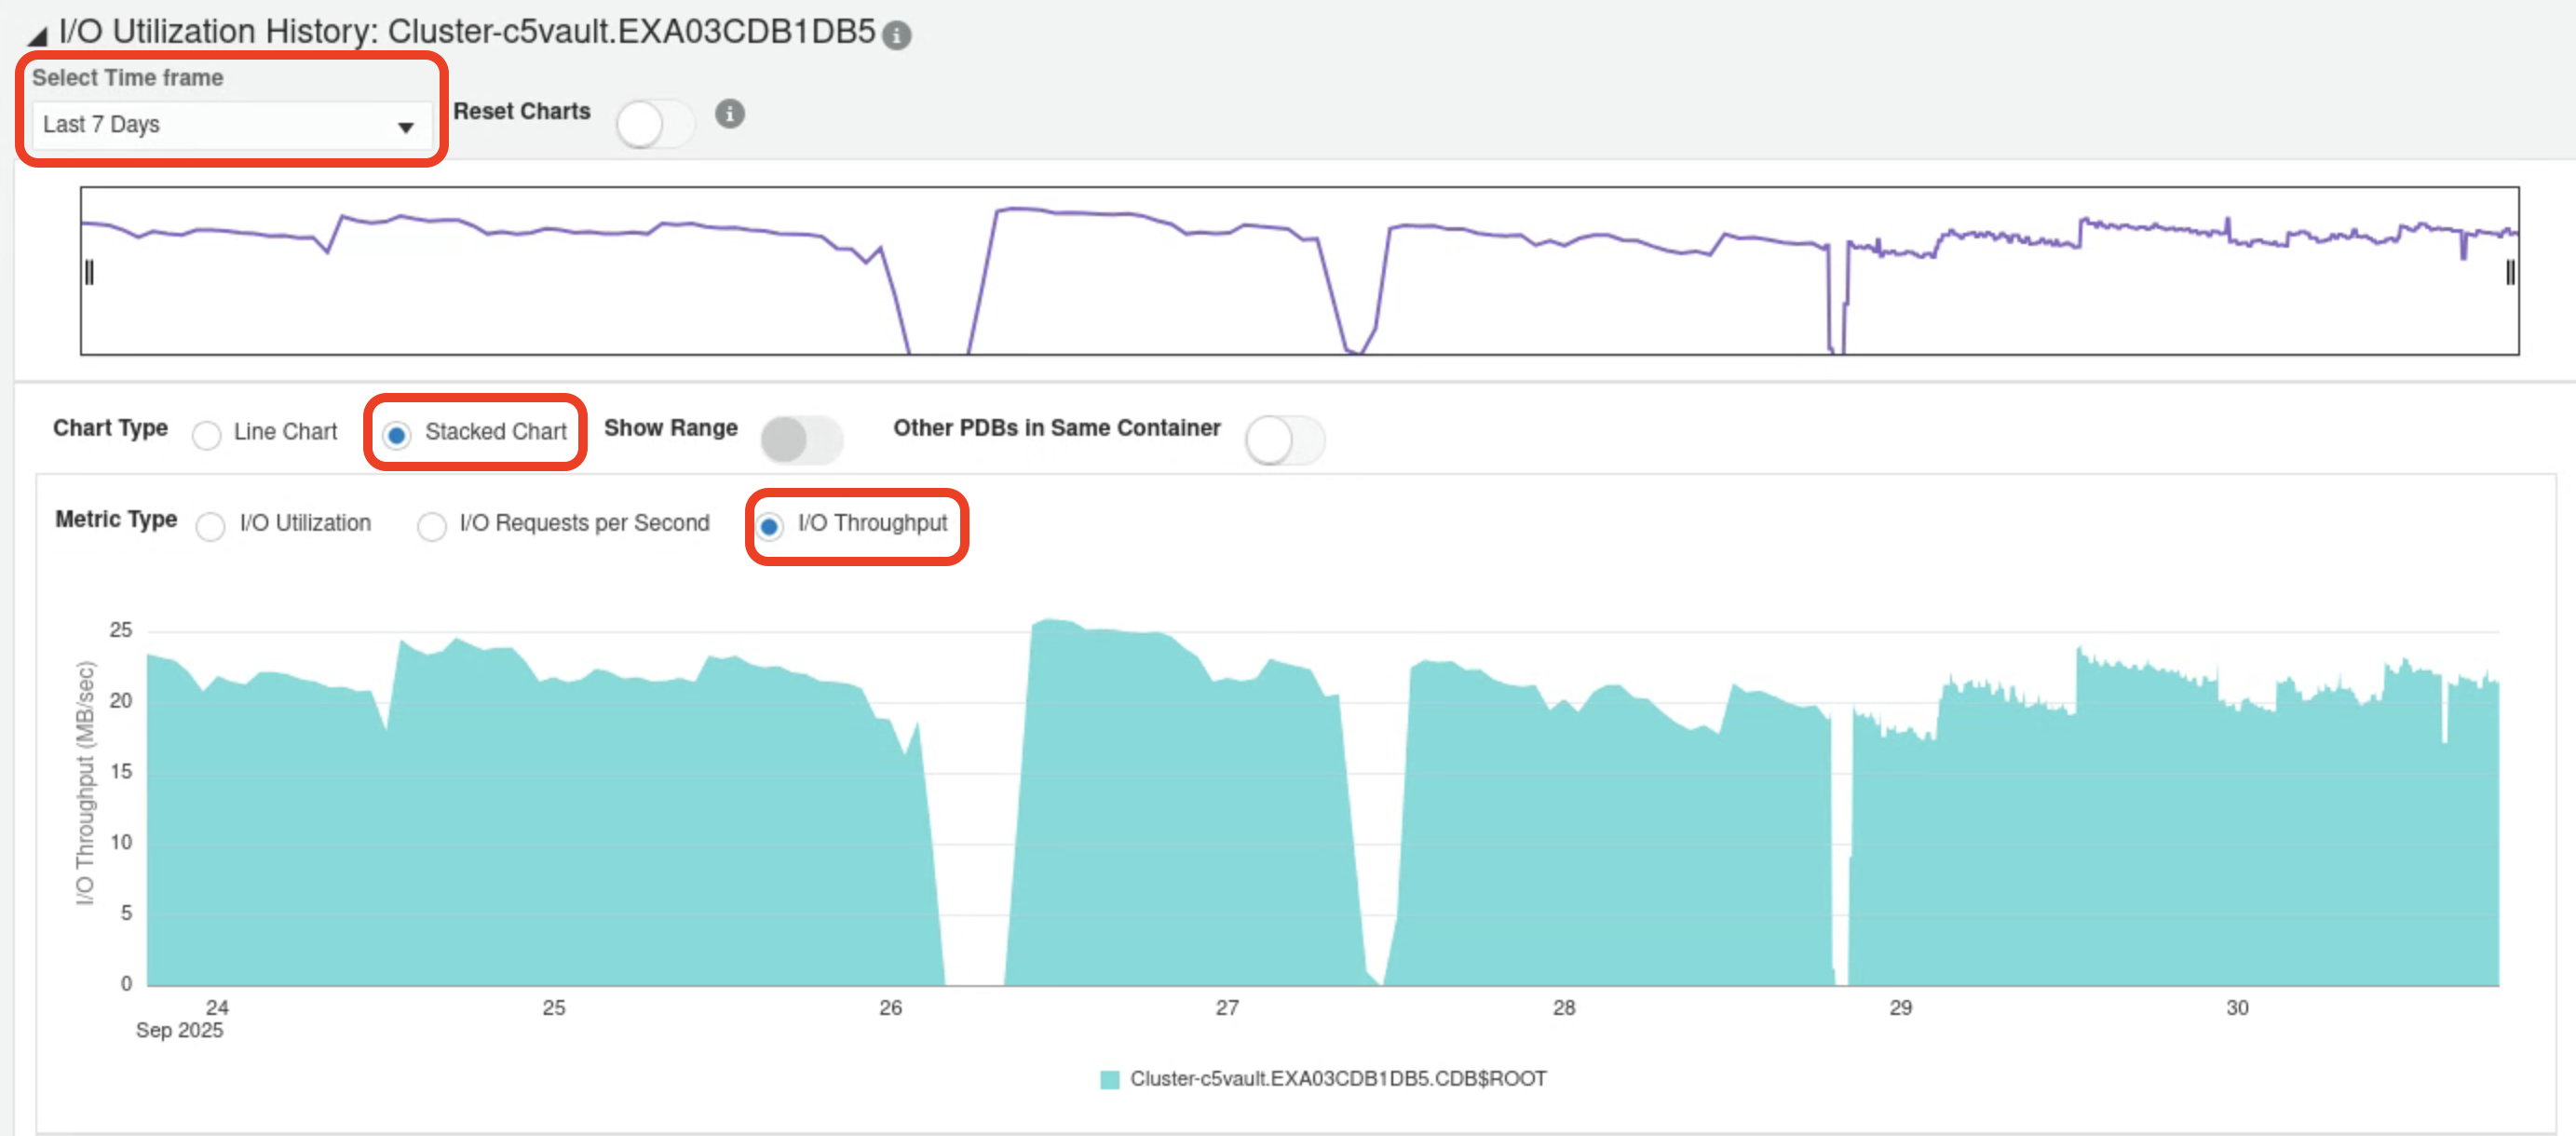 I/O Utilization History: Cluster-c5vault.EXA03CDB1DB5
Select Time frame
Last 7 Days
Reset Charts
Chart Type Line Chart Stacked Chart Show Range Other PDBs in Same Container
Metric Type I/O Utilization I/O Requests per Second I/O Throughput
I/O Throughput (MB/sec)
25
20
15
10
5
0
24 25 26 27 28 29 30
Sep 2025
Cluster-c5vault.EXA03CDB1DB5.CDB$ROOT